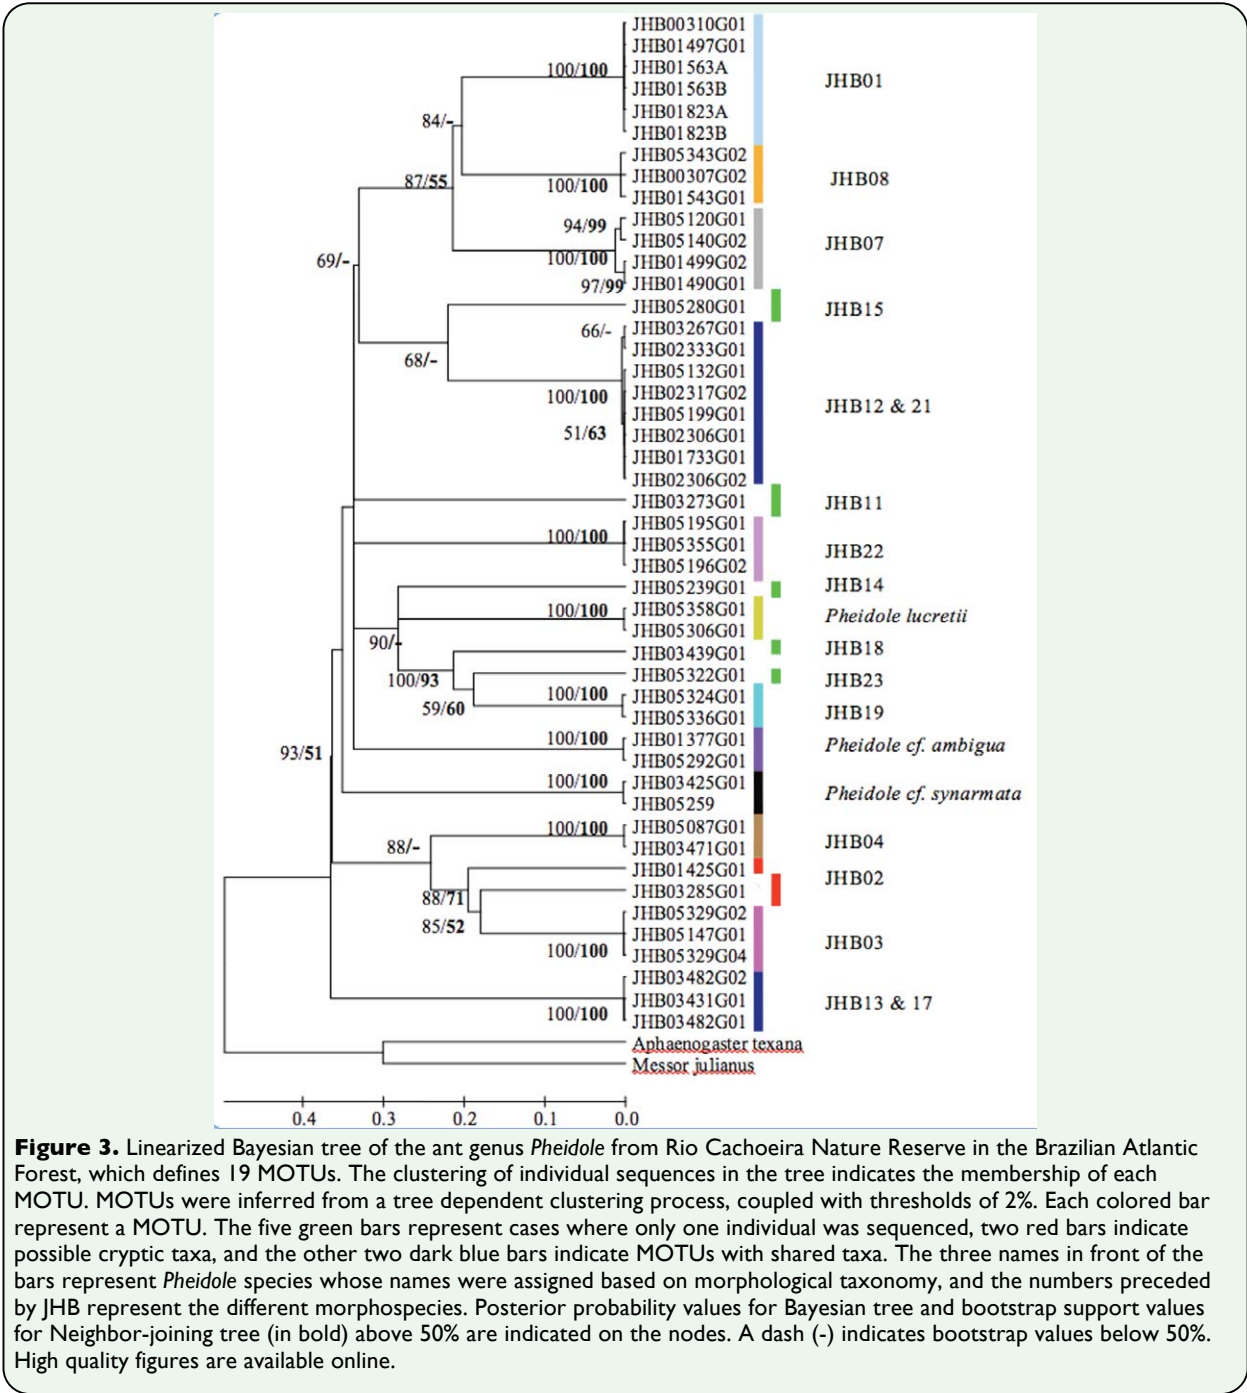 JHB00310G01
JHB01497G01
100/100
JHB01563A
JHB01
JHB01563B
84/-
JHB01823A
JHB01823B
JHB05343G02
87/55
100/100
JHB00307G02
JHB08
JHB01543G01
94/99
JHB05120G01
JHB05140G02
JHB07
69/-
100/100
JHB01499G02
97/99
JHB01490G01
JHB05280G01
JHB15
66/-
JHB03267G01
68/-
JHB02333G01
JHB05132G01
100/100
JHB02317G02
JHB12 & 21
JHB05199G01
51/63
JHB02306G01
JHB01733G01
JHB02306G02
JHB03273G01
JHB11
JHB05195G01
100/100
JHB05355G01
JHB22
JHB05196G02
JHB05239G01
JHB14
100/100
JHB05358G01
Pheidole lucretii
JHB05306G01
90/-
JHB03439G01
JHB18
100/93
JHB05322G01
JHB23
100/100
JHB05324G01
59/60
JHB05336G01
JHB19
100/100
JHB01377G01
Pheidole cf. ambigua
93/51
JHB05292G01
100/100
JHB03425G01
Pheidole cf. synarmata
JHB05259
100/100
JHB05087G01
88/-
JHB03471G01
JHB04
JHB01425G01
JHB02
88/71
JHB03285G01
85/52
JHB05329G02
JHB05147G01
JHB03
100/100
JHB05329G04
JHB03482G02
JHB03431G01
JHB13 & 17
100/100
JHB03482G01
Aphaenogaster texana
Messor julianus
0.4 0.3 0.2 0.1 0.0
Figure 3. Linearized Bayesian tree of the ant genus Pheidole from Rio Cachoeira Nature Reserve in the Brazilian Atlantic
Forest, which defines 19 MOTUs. The clustering of individual sequences in the tree indicates the membership of each
MOTU. MOTUs were inferred from a tree dependent clustering process, coupled with thresholds of 2%. Each colored bar
represent a MOTU. The five green bars represent cases where only one individual was sequenced, two red bars indicate
possible cryptic taxa, and the other two dark blue bars indicate MOTUs with shared taxa. The three names in front of the
bars represent Pheidole species whose names were assigned based on morphological taxonomy, and the numbers preceded
by JHB represent the different morphospecies. Posterior probability values for Bayesian tree and bootstrap support values
for Neighbor-joining tree (in bold) above 50% are indicated on the nodes. A dash (-) indicates bootstrap values below 50%.
High quality figures are available online.